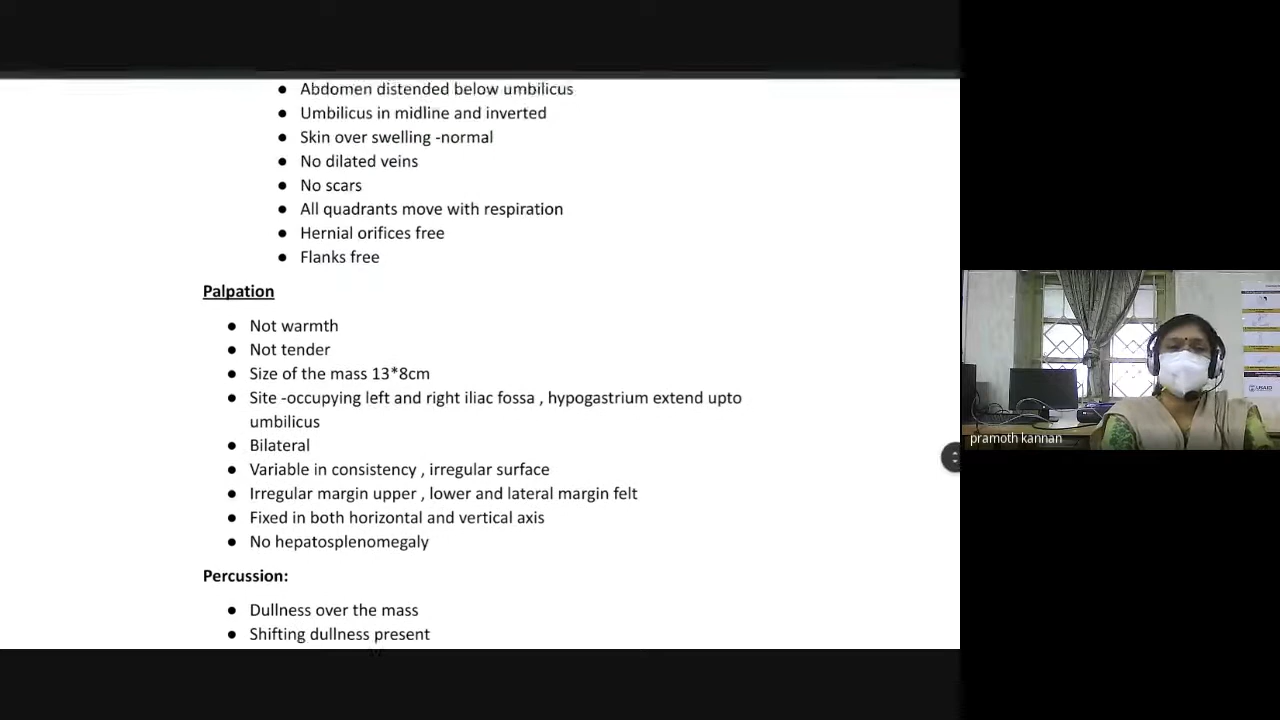 ● Abdomen distended below umbilicus
● Umbilicus in midline and inverted
● Skin over swelling -normal
● No dilated veins
● No scars
● All quadrants move with respiration
● Hernial orifices free
● Flanks free
Palpation
● Not warmth
● Not tender
● Size of the mass 13*8cm
● Site -occupying left and right iliac fossa , hypogastrium extend upto
umbilicus
● Bilateral
● Variable in consistency , irregular surface
● Irregular margin upper , lower and lateral margin felt
● Fixed in both horizontal and vertical axis
● No hepatosplenomegaly
Percussion:
● Dullness over the mass
● Shifting dullness present
USAID
pramoth kannan